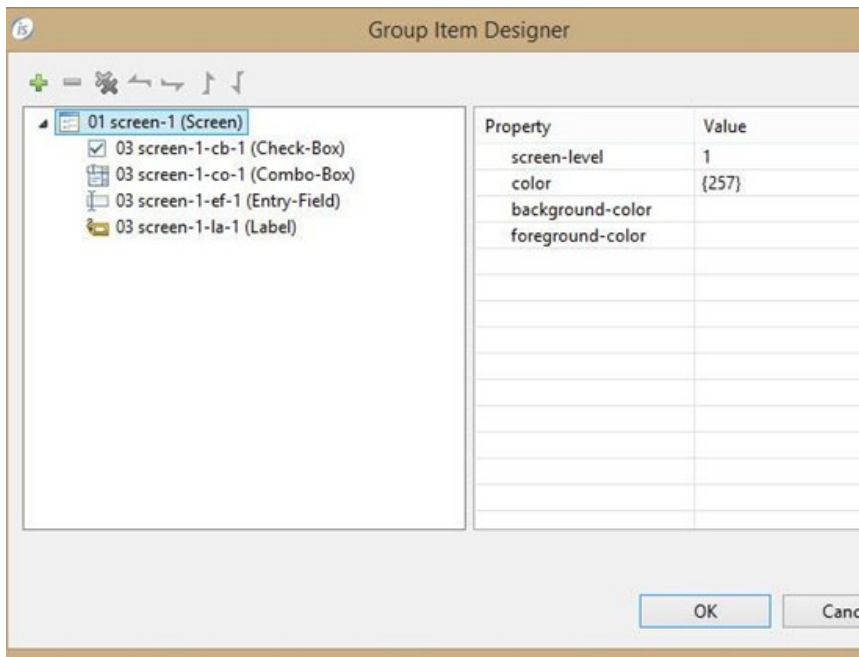 is
Group Item Designer
01 screen-1 (Screen)
03 screen-1-cb-1 (Check-Box)
03 screen-1-co-1 (Combo-Box)
03 screen-1-ef-1 (Entry-Field)
03 screen-1-la-1 (Label)
Property Value
screen-level 1
color {257}
background-color
foreground-color
OK Canc